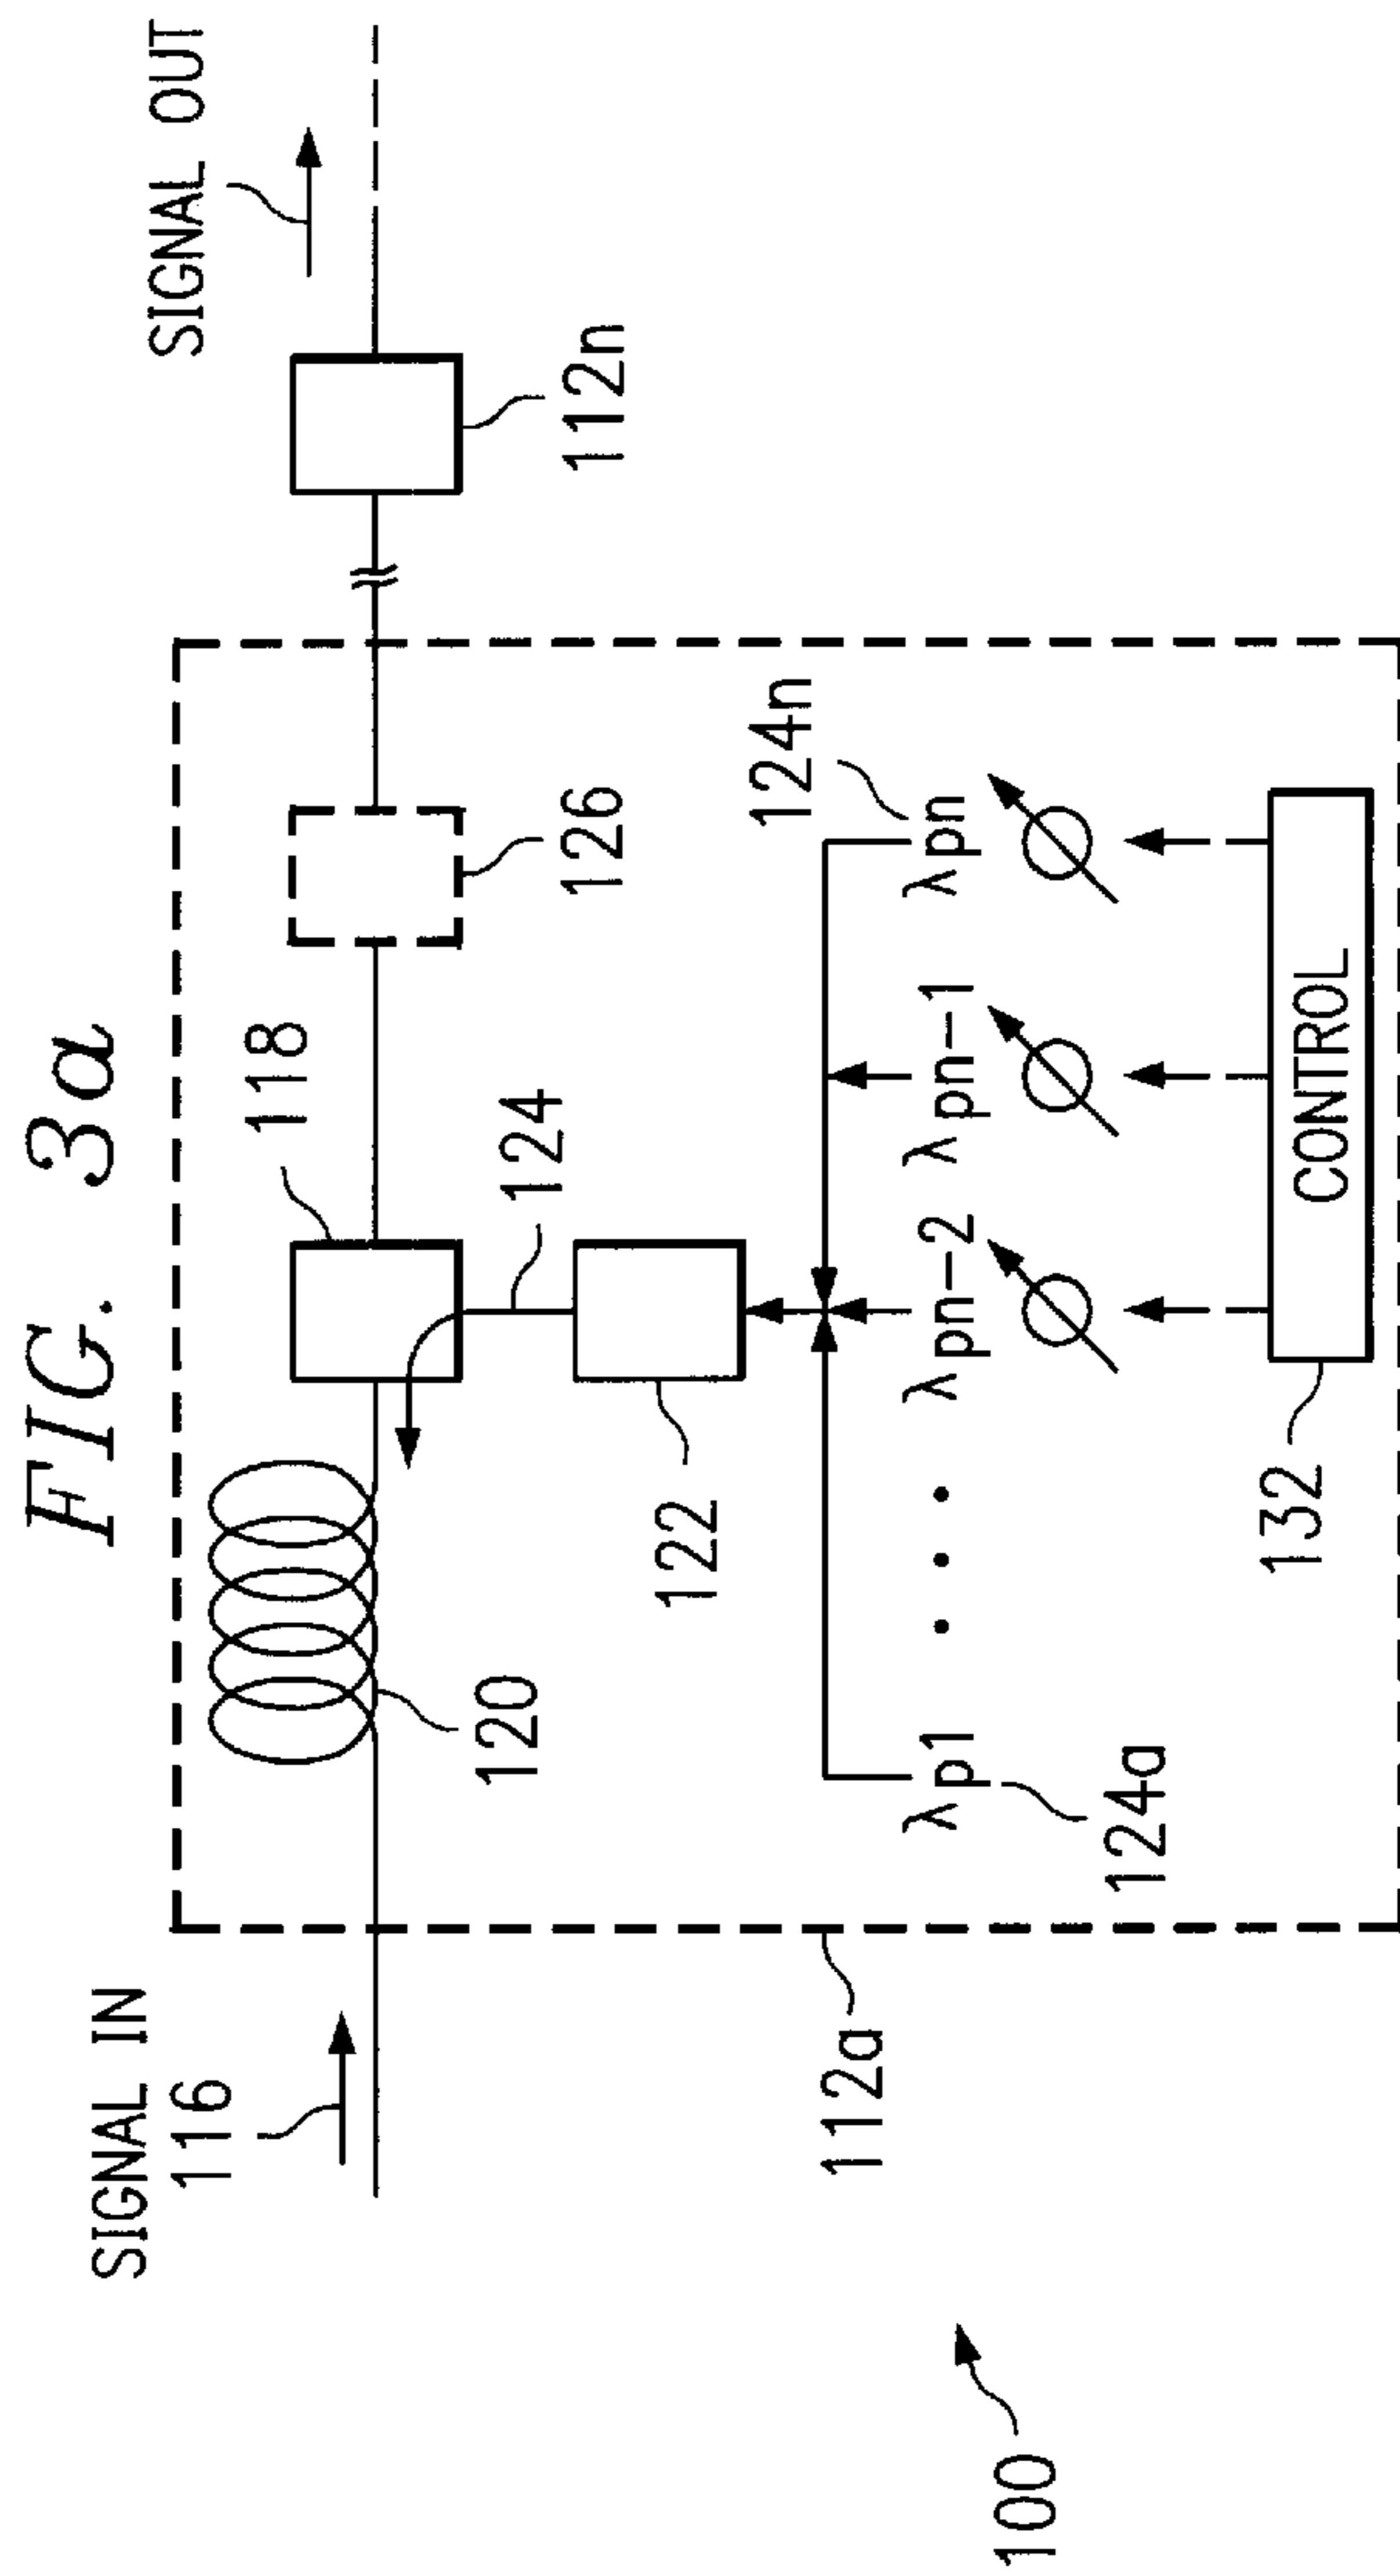 FIG. 3a
SIGNAL IN
116
SIGNAL OUT
118
120
124
126
112n
122
124n
λp1
λpn-2
λpn-1
λpn
124a
112a
132
CONTROL
100